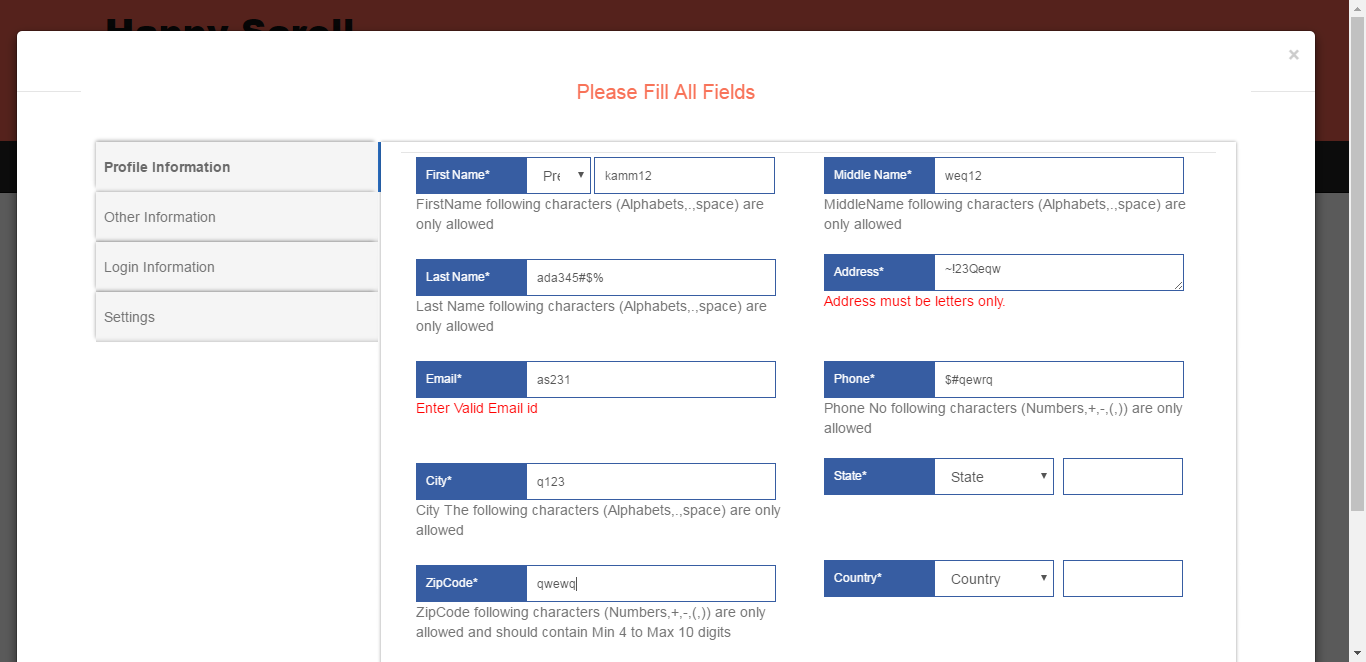 Please Fill All Fields
×
Profile Information
Other Information
Login Information
Settings
First Name* Pre kamm12
FirstName following characters (Alphabets,.,space) are
only allowed
Middle Name* weq12
MiddleName following characters (Alphabets,.,space) are
only allowed
Last Name* ada345#$%
Last Name following characters (Alphabets,.,space) are
only allowed
Address* ~!23Qeqw
Address must be letters only.
Email* as231
Enter Valid Email id
Phone* $#qewrq
Phone No following characters (Numbers,+,-,(,)) are only
allowed
City* q123
City The following characters (Alphabets,.,space) are only
allowed
State* State
ZipCode* qwewq
ZipCode following characters (Numbers,+,-,(,)) are only
allowed and should contain Min 4 to Max 10 digits
Country* Country